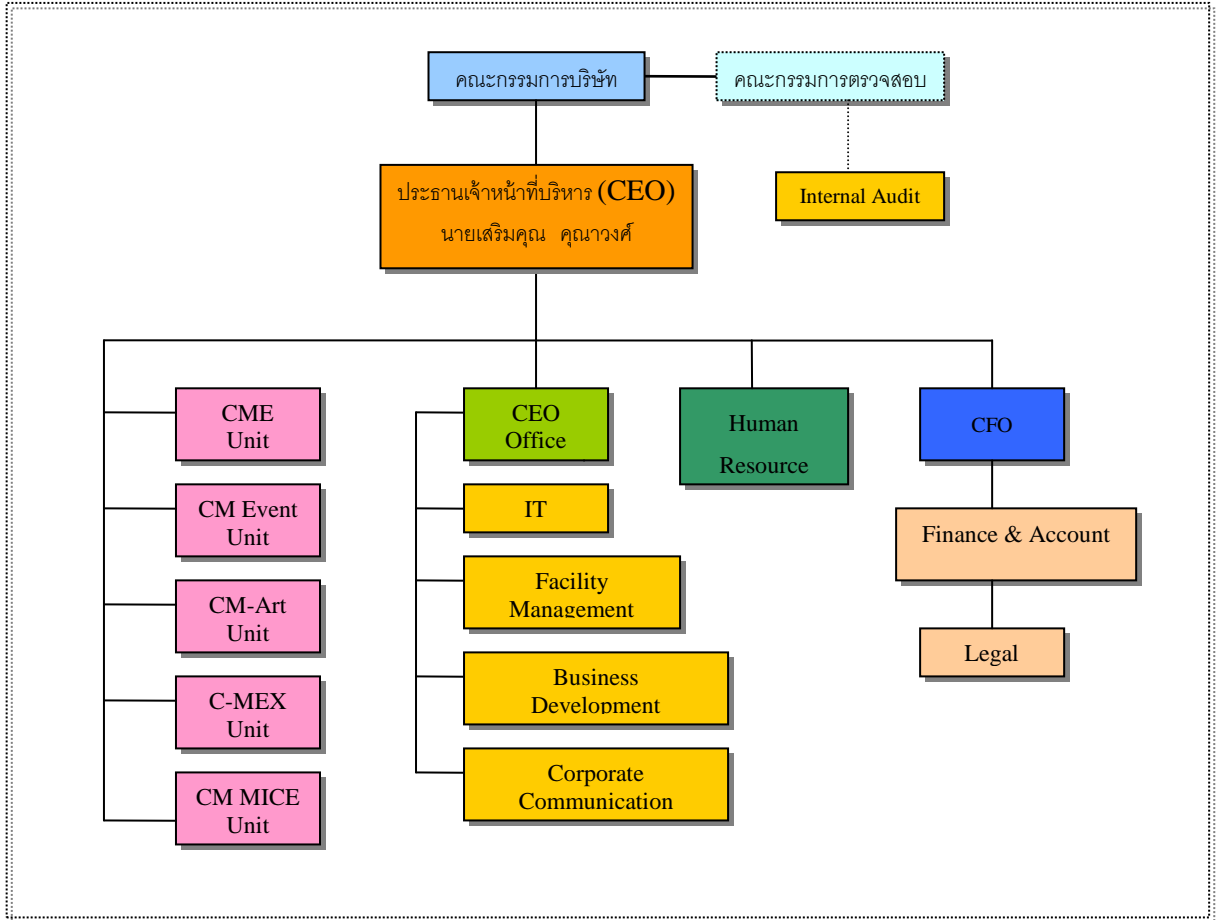 คณะกรรมการบริษัท
คณะกรรมการตรวจสอบ
ประธานเจ้าหน้าที่บริหาร (CEO)
นายเสริมคุณ คุณาวงศ์
Internal Audit
CME
Unit
CEO
Office
Human
Resource
CFO
CM Event
Unit
IT
Finance & Account
CM-Art
Unit
Facility
Management
Legal
C-MEX
Unit
Business
Development
CM MICE
Unit
Corporate
Communication